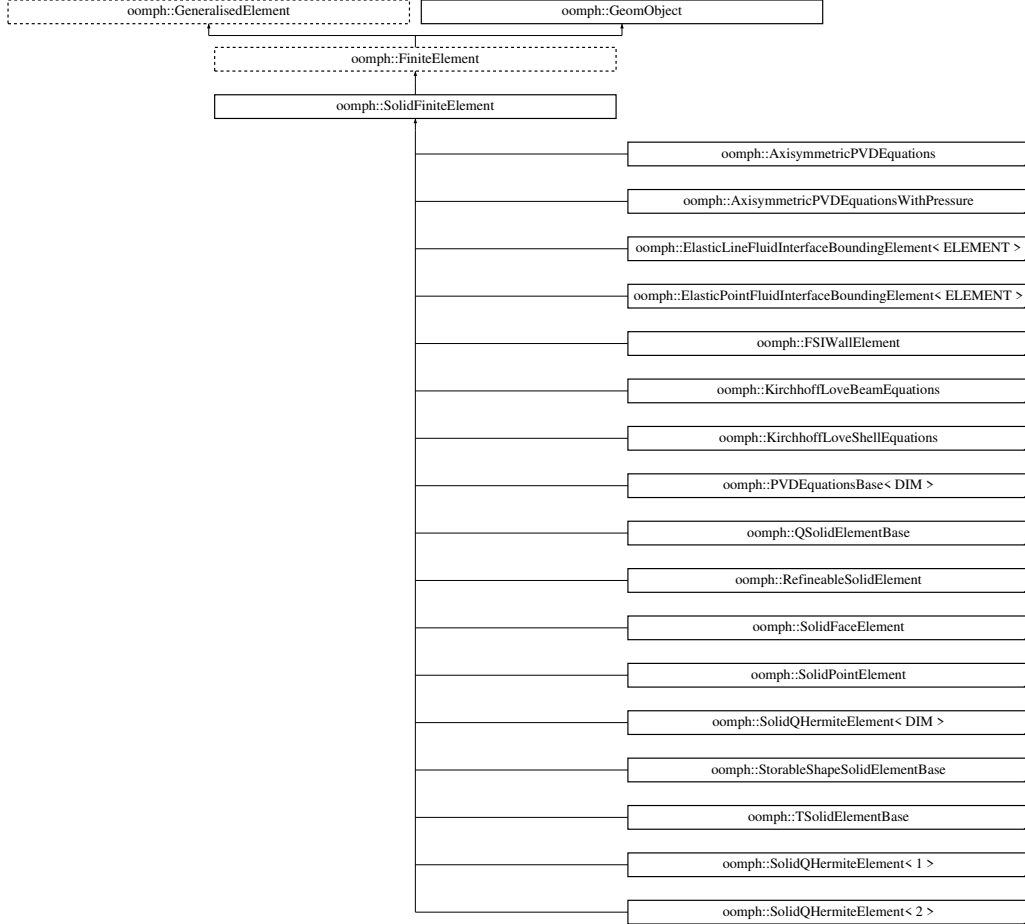 oomph::GeneralisedElement
oomph::GeomObject
oomph::FiniteElement
oomph::SolidFiniteElement
oomph::AxisymmetricPVDEquations
oomph::AxisymmetricPVDEquationsWithPressure
oomph::ElasticLineFluidInterfaceBoundingElement< ELEMENT >
oomph::ElasticPointFluidInterfaceBoundingElement< ELEMENT >
oomph::FSIWallElement
oomph::KirchhoffLoveBeamEquations
oomph::KirchhoffLoveShellEquations
oomph::PVDEquationsBase< DIM >
oomph::QSolidElementBase
oomph::RefineableSolidElement
oomph::SolidFaceElement
oomph::SolidPointElement
oomph::SolidQHermiteElement< DIM >
oomph::StorableShapeSolidElementBase
oomph::TSolidElementBase
oomph::SolidQHermiteElement< 1 >
oomph::SolidQHermiteElement< 2 >